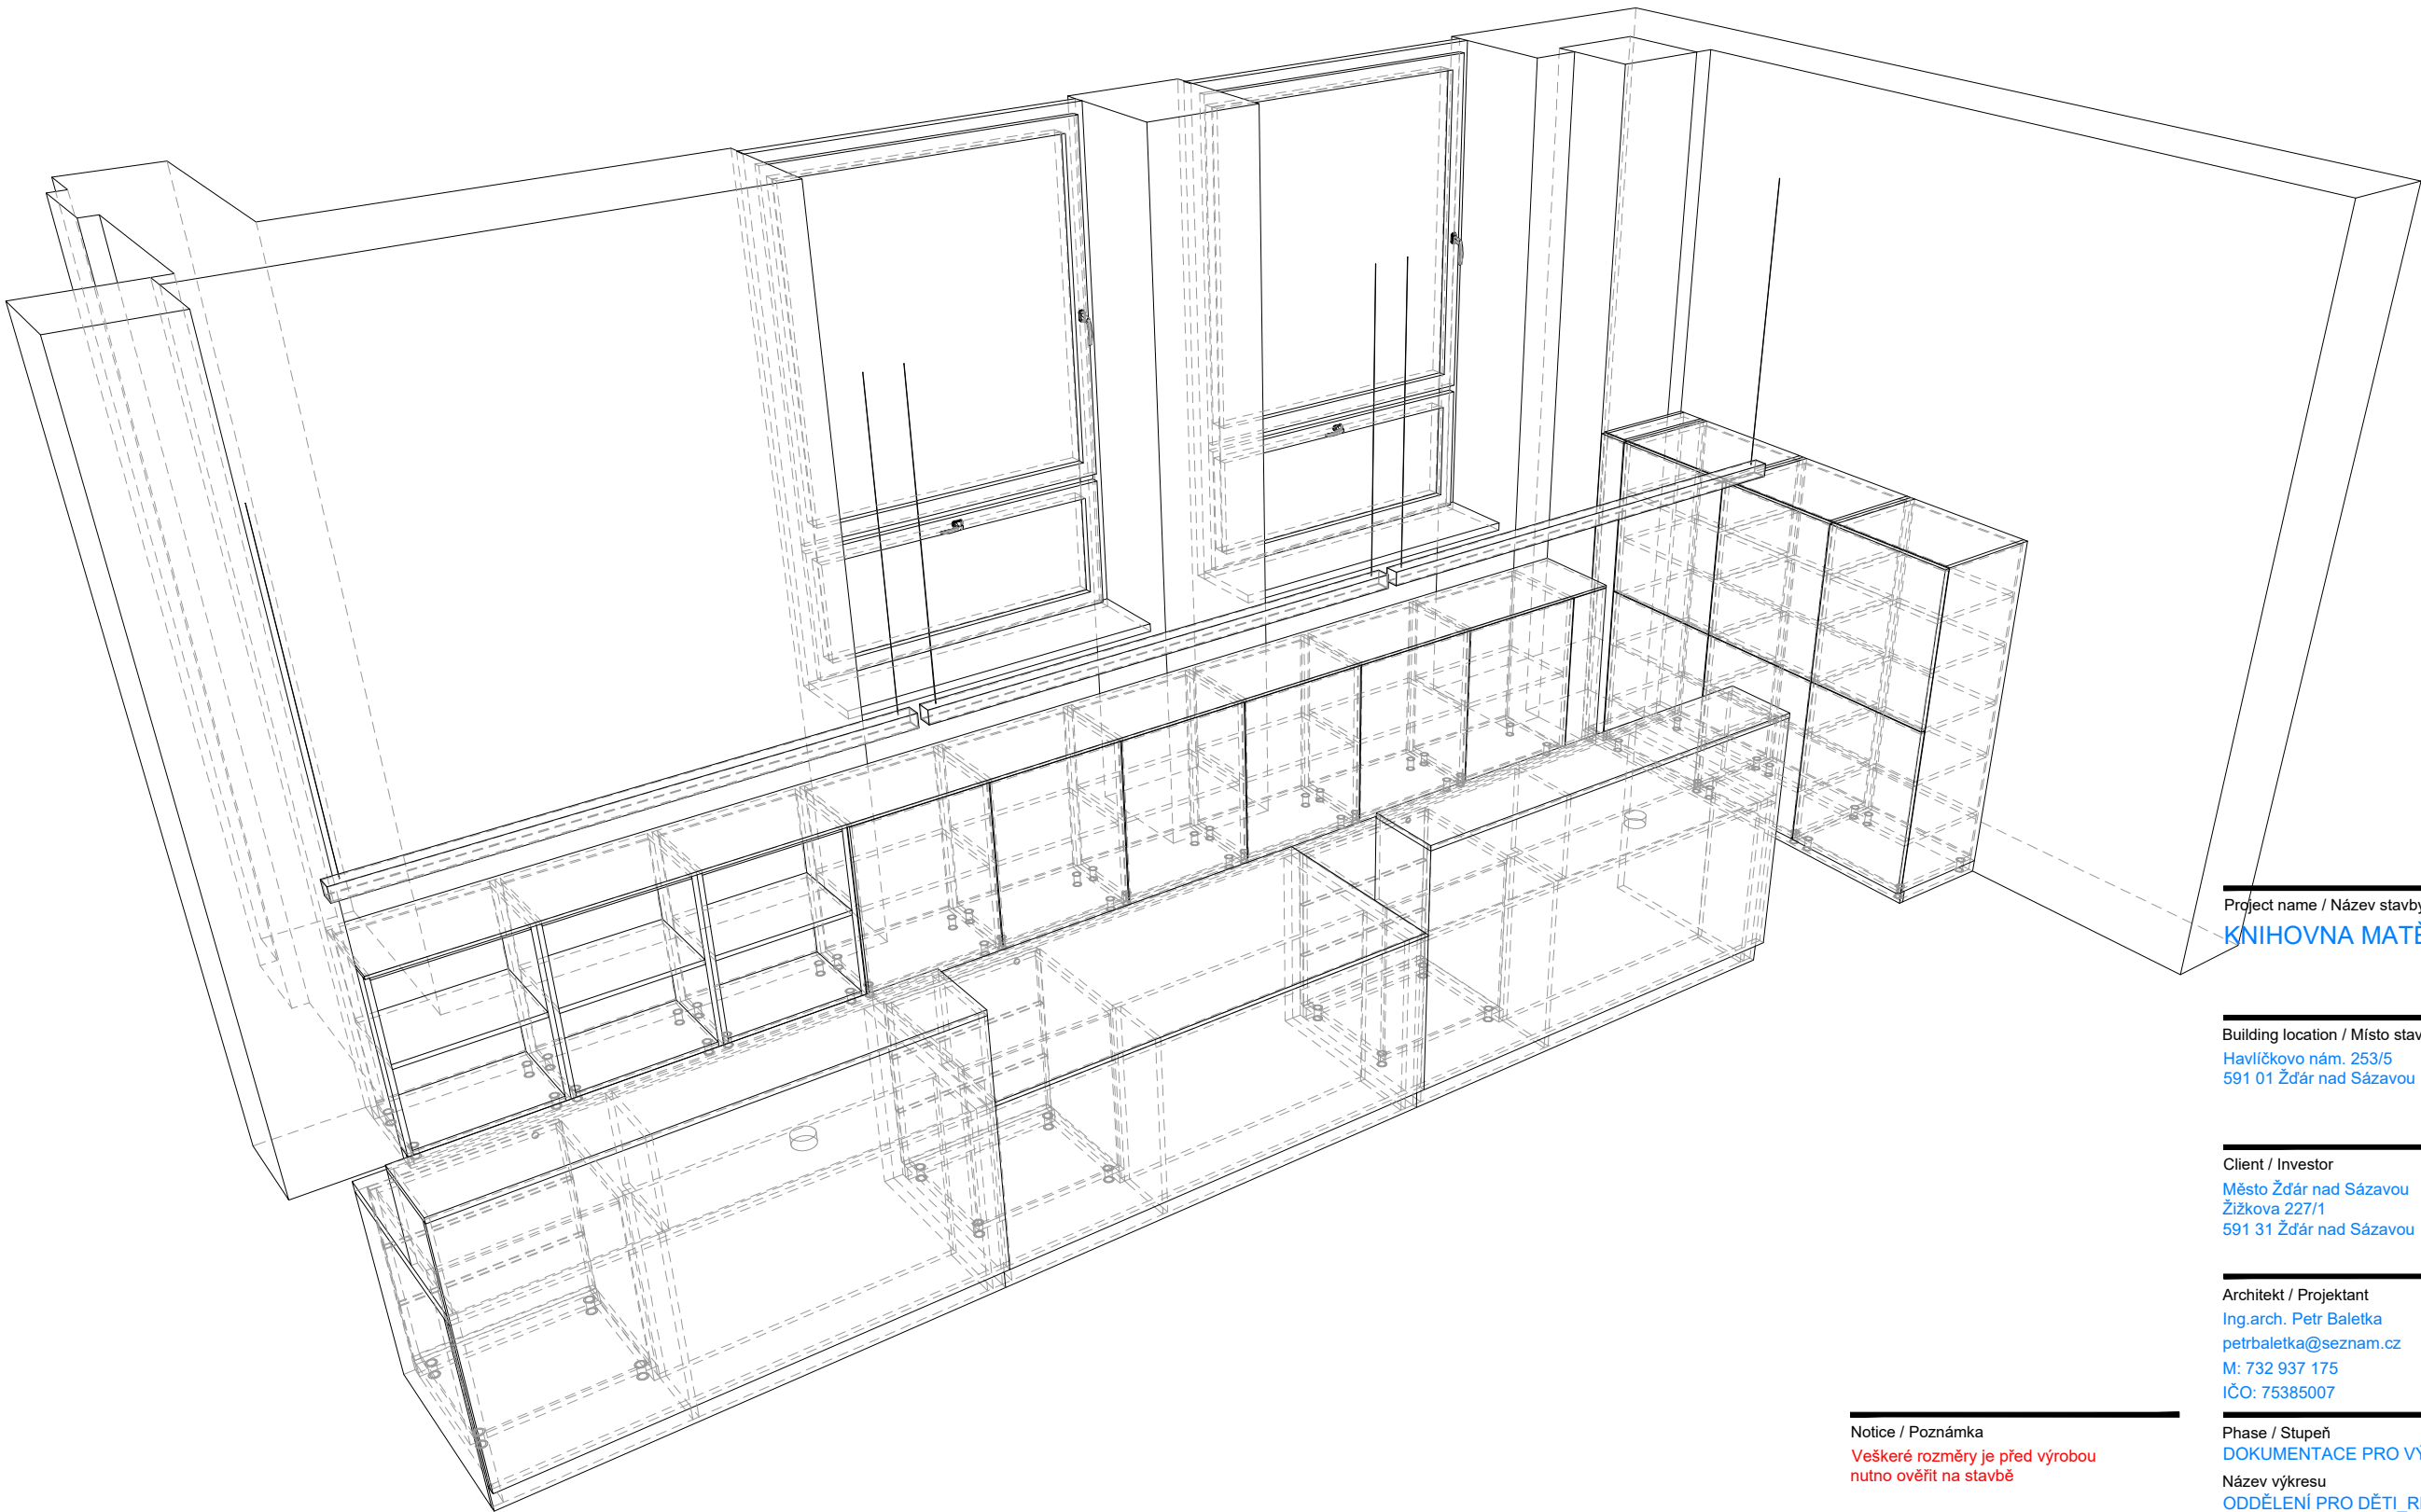 Project name / Název stavby
KNIHOVNA MATĚ
Building location / Místo stav
Havlíčkovo nám. 253/5
591 01 Žďár nad Sázavou
Client / Investor
Město Žďár nad Sázavou
Žižkova 227/1
591 31 Žďár nad Sázavou
Architekt / Projektant
Ing.arch. Petr Baletka
petrbaletka@seznam.cz
M: 732 937 175
IČO: 75385007
Notice / Poznámka
Veškeré rozměry je před výrobou
nutno ověřit na stavbě
Phase / Stupeň
DOKUMENTACE PRO VÝ
Název výkresu
ODDĚLENÍ PRO DĚTI_R